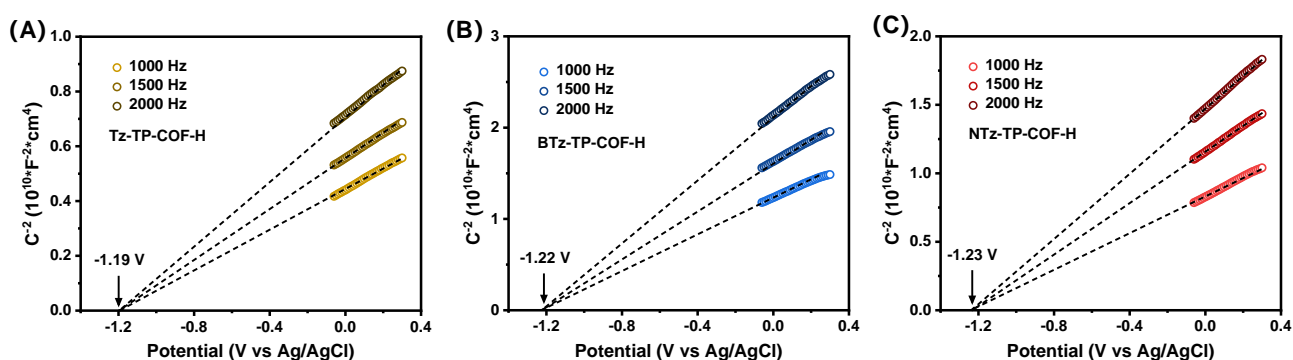 (A)
1000 Hz
1500 Hz
2000 Hz
Tz-TP-COF-H
-1.19 V
C⁻² (10¹⁰*F⁻²*cm⁴)
1.0
0.8
0.6
0.4
0.2
0.0
-1.2 -0.8 -0.4 0.0 0.4
Potential (V vs Ag/AgCl)
(B)
1000 Hz
1500 Hz
2000 Hz
BTz-TP-COF-H
-1.22 V
C⁻² (10¹⁰*F⁻²*cm⁴)
3
2
1
0
-1.2 -0.8 -0.4 0.0 0.4
Potential (V vs Ag/AgCl)
(C)
1000 Hz
1500 Hz
2000 Hz
NTz-TP-COF-H
-1.23 V
C⁻² (10¹⁰*F⁻²*cm⁴)
2.0
1.5
1.0
0.5
0.0
-1.2 -0.8 -0.4 0.0 0.4
Potential (V vs Ag/AgCl)